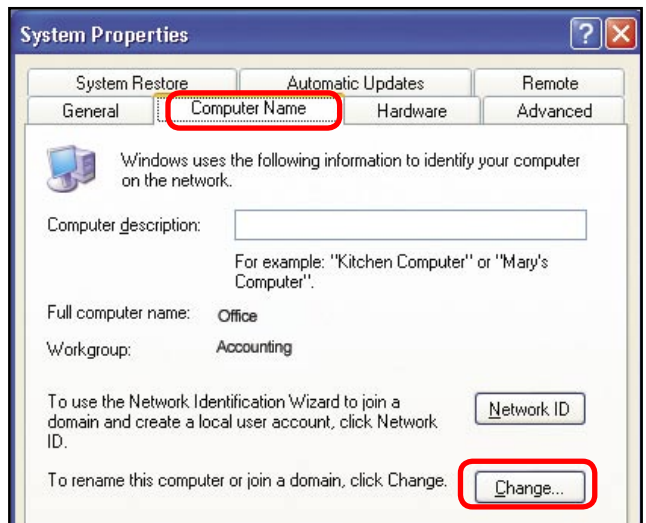 System Properties
System Restore Automatic Updates Remote
General Computer Name Hardware Advanced
Windows uses the following information to identify your computer
on the network.
Computer description:
For example: "Kitchen Computer" or "Mary's
Computer".
Full computer name: Office
Workgroup: Accounting
To use the Network Identification Wizard to join a
domain and create a local user account, click Network
ID.
Network ID
To rename this computer or join a domain, click Change.
Change...